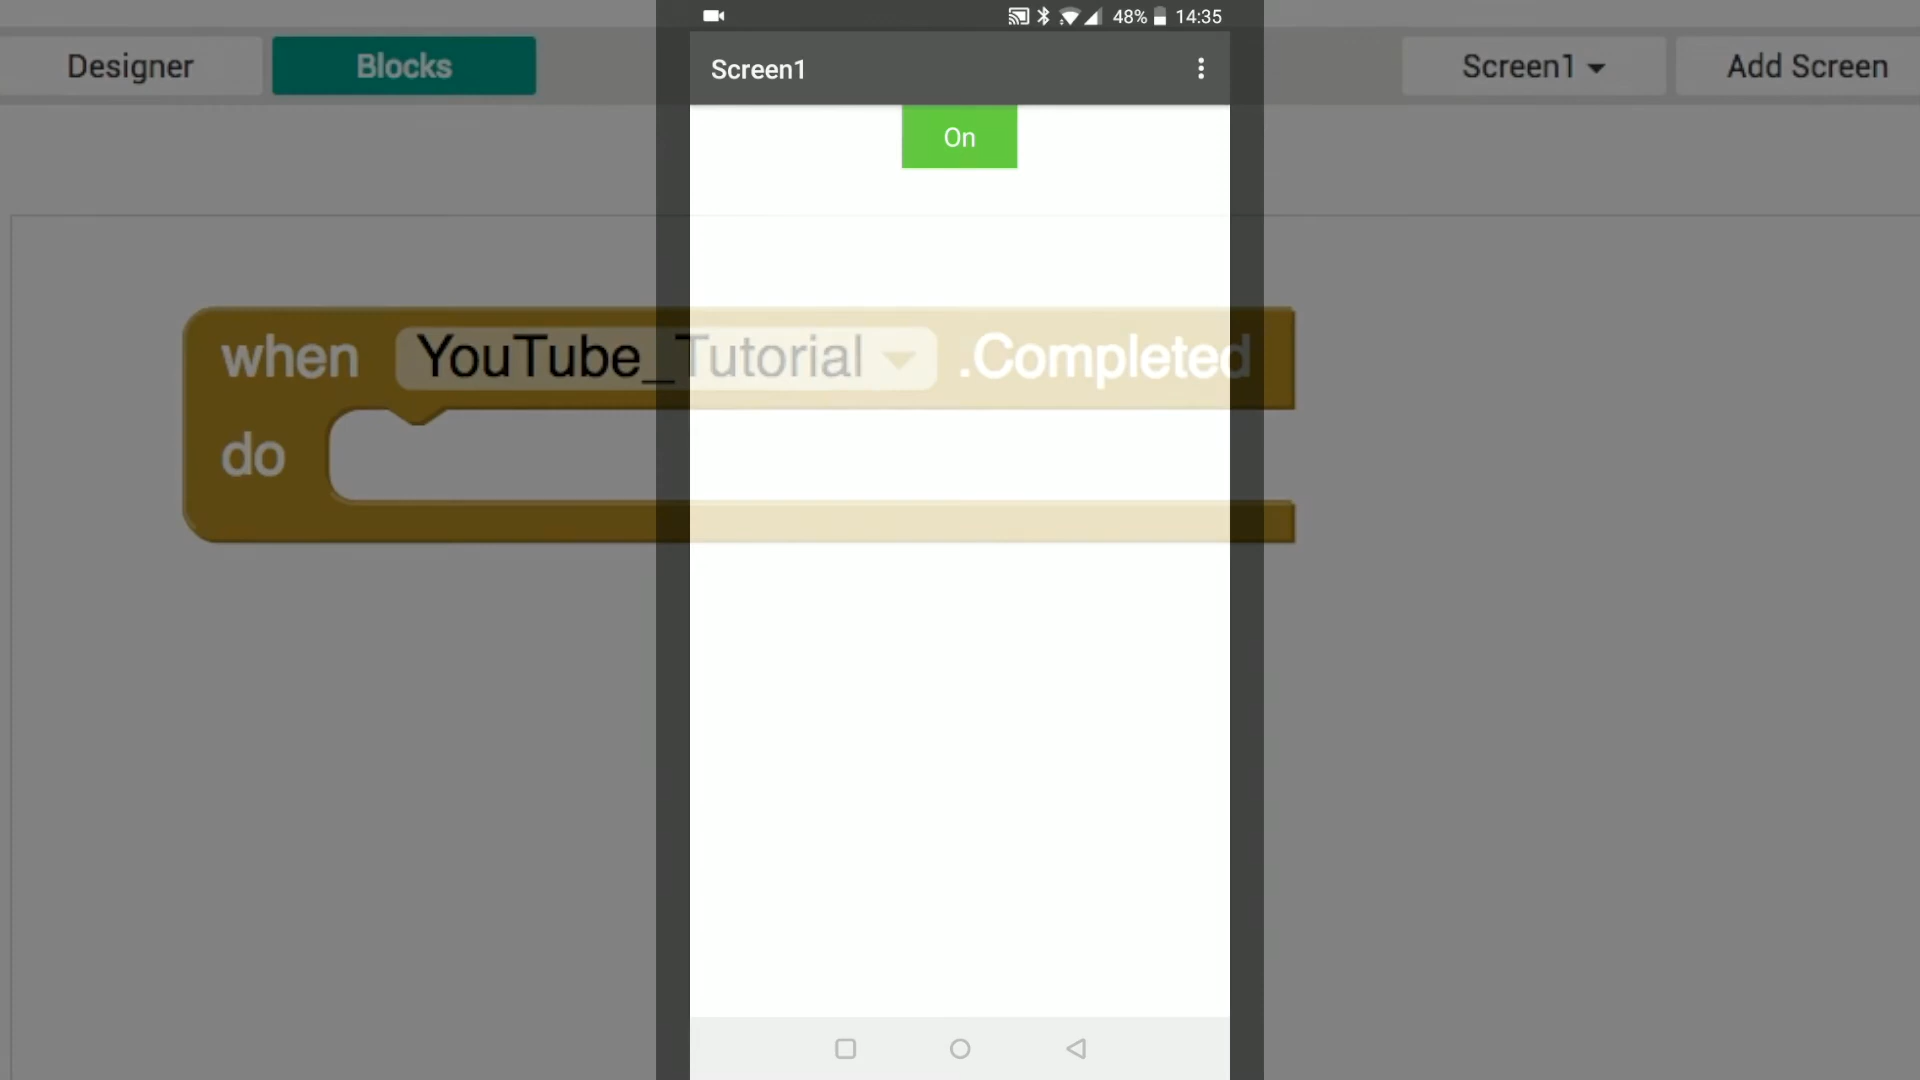 48% 14:35
Designer
Blocks
Screen1
Screen1
Add Screen
On
when YouTube_Tutorial .Completed
do